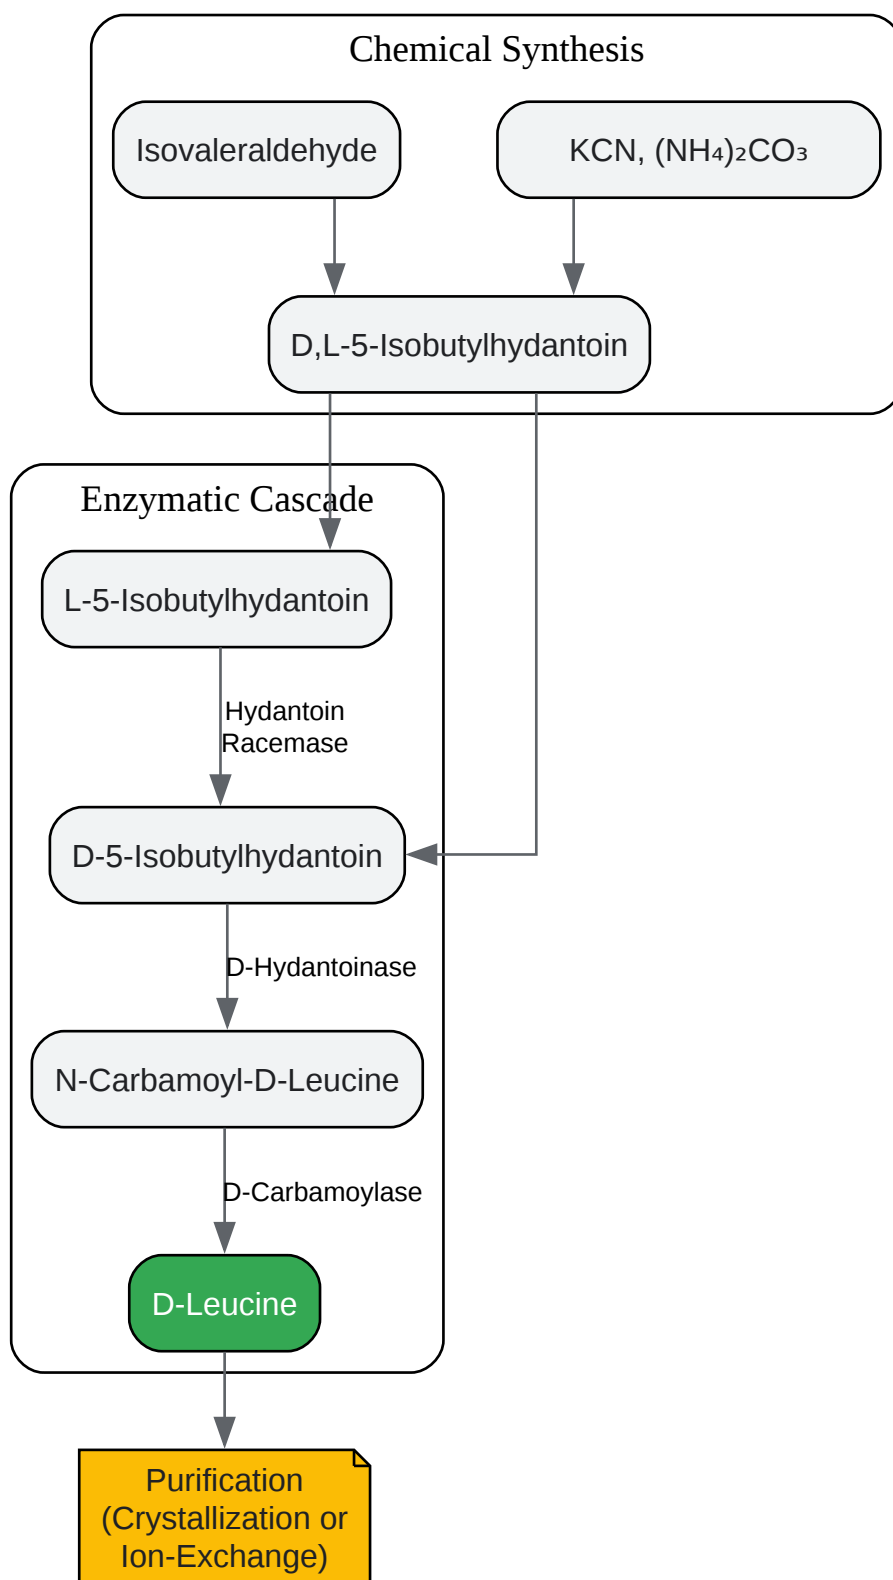 Chemical Synthesis
Isovaleraldehyde
KCN, (NH₄)₂CO₃
D,L-5-Isobutylhydantoin
Enzymatic Cascade
L-5-Isobutylhydantoin
Hydantoin
Racemase
D-5-Isobutylhydantoin
D-Hydantoinase
N-Carbamoyl-D-Leucine
D-Carbamoylase
D-Leucine
Purification
(Crystallization or
Ion-Exchange)